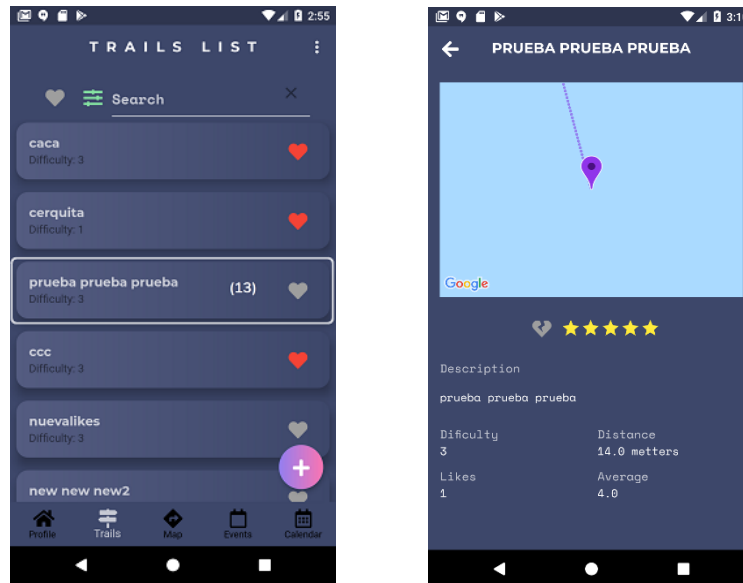 2:55
TRAILS LIST
Search
caca
Difficulty: 3
cerquita
Difficulty: 1
prueba prueba prueba
(13)
Difficulty: 3
ccc
Difficulty: 3
nuevalikes
Difficulty: 3
new new new2
Profile
Trails
Map
Events
Calendar
PRUEBA PRUEBA PRUEBA
Google
Description
prueba prueba prueba
Dificulty
Distance
3
14.0 metters
Likes
Average
1
4.0